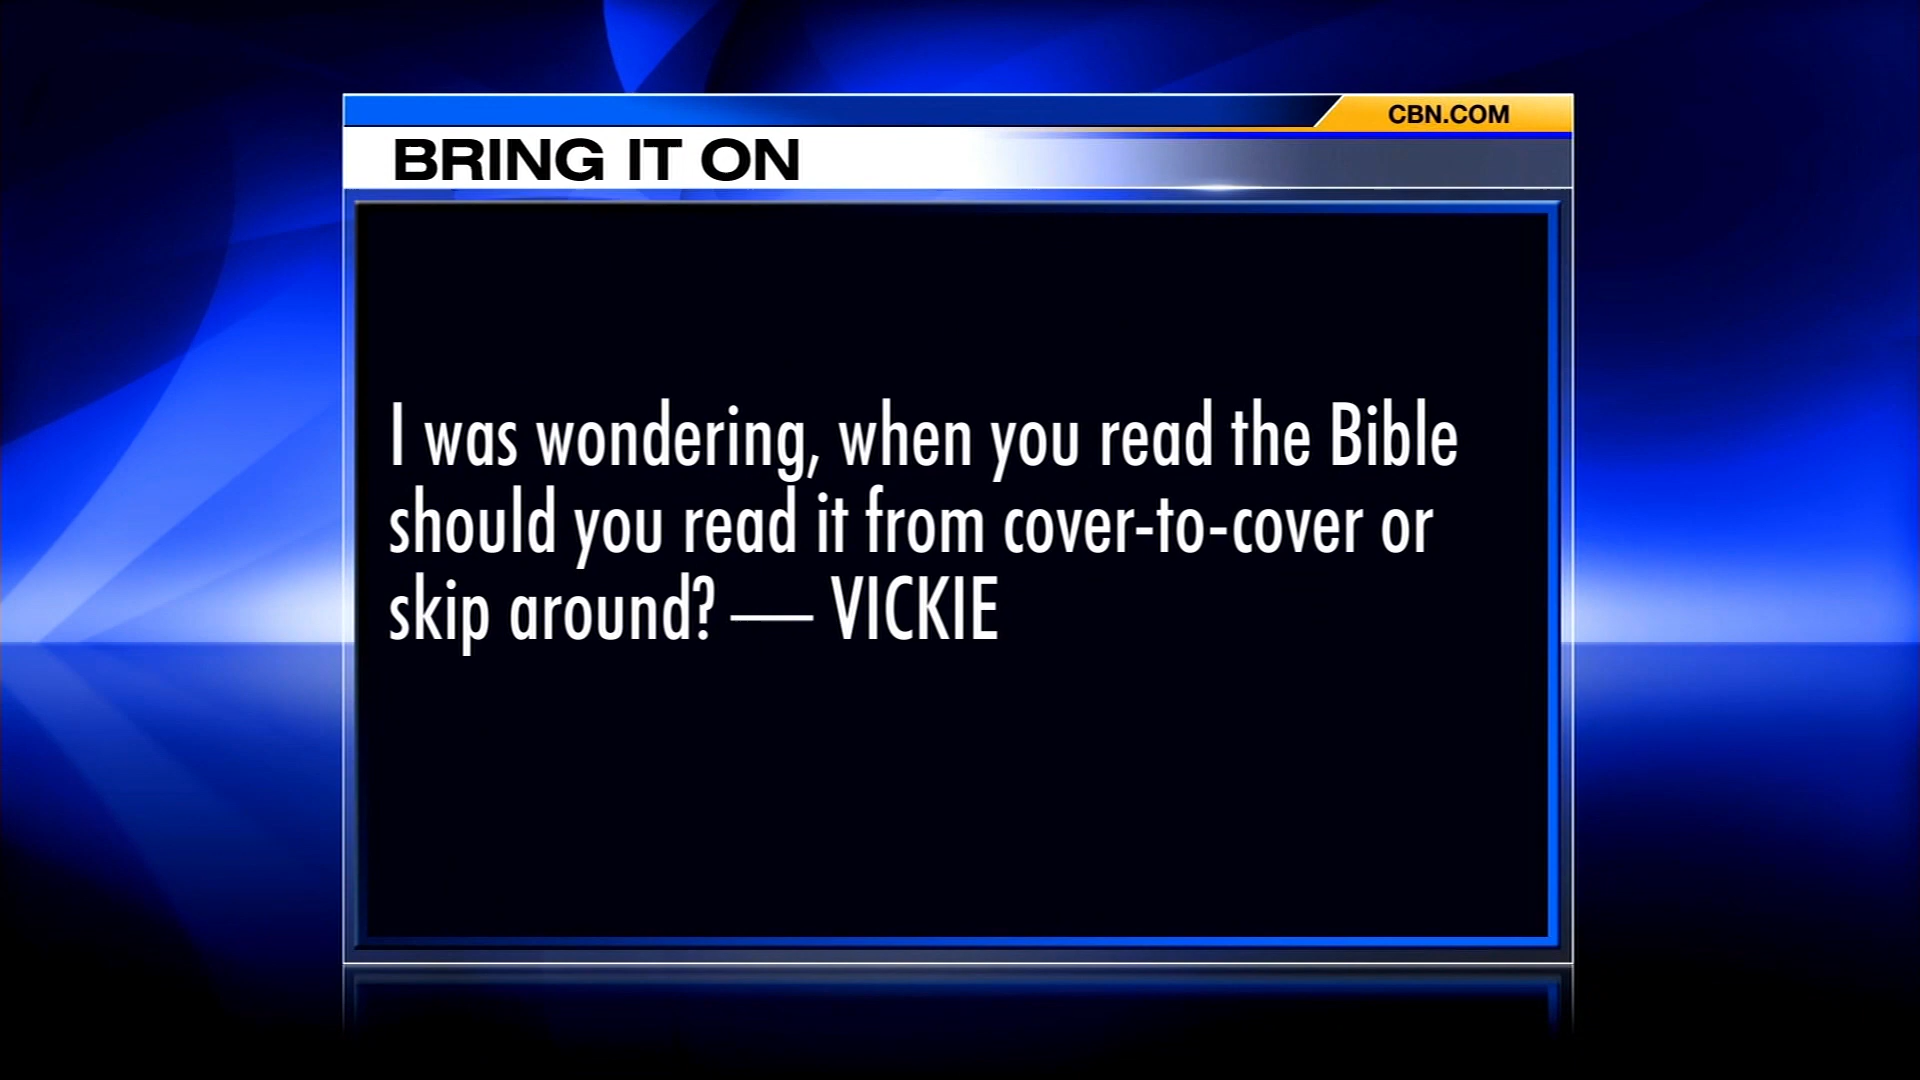 CBN.COM
BRING IT ON
I was wondering, when you read the Bible
should you read it from cover-to-cover or
skip around? — VICKIE